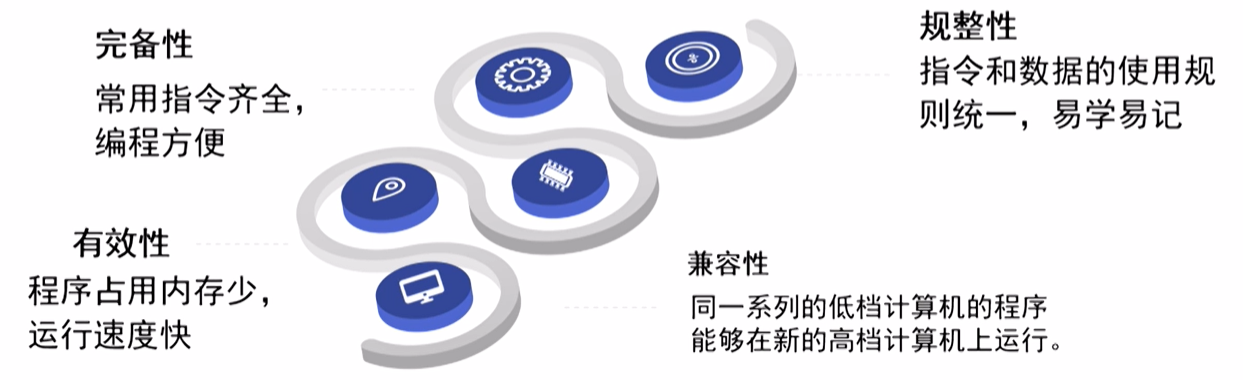 完备性
常用指令齐全，
编程方便
规整性
指令和数据的使用规
则统一，易学易记
%
有效性
程序占用内存少，
运行速度快
兼容性
同一系列的低档计算机的程序
能够在新的高档计算机上运行。